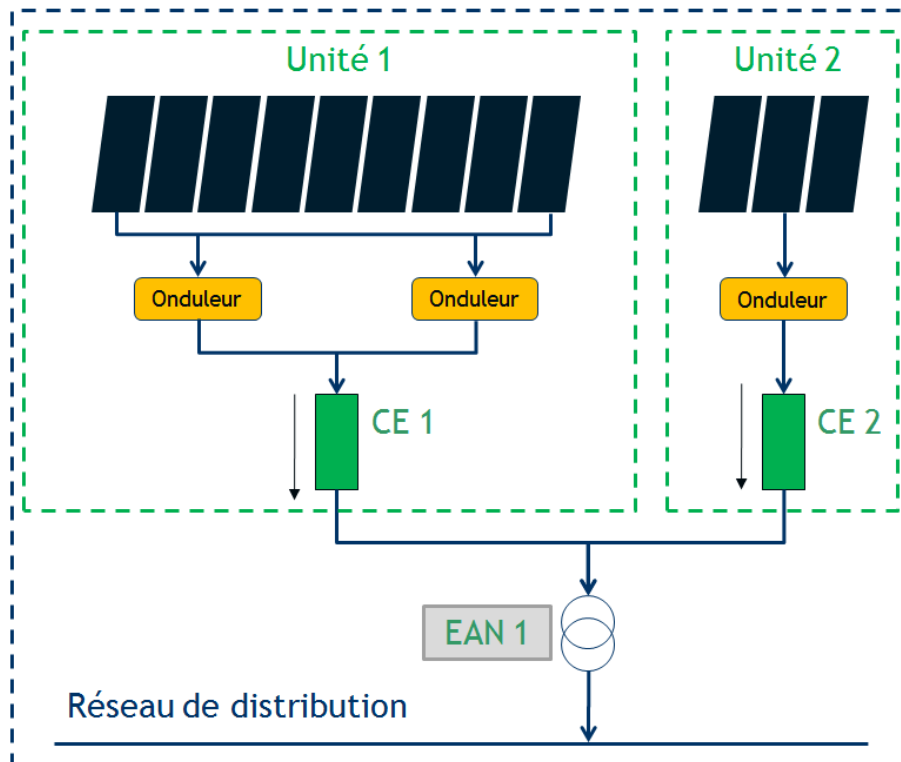 Unité 1
Unité 2
Onduleur
Onduleur
Onduleur
CE 1
CE 2
EAN 1
Réseau de distribution